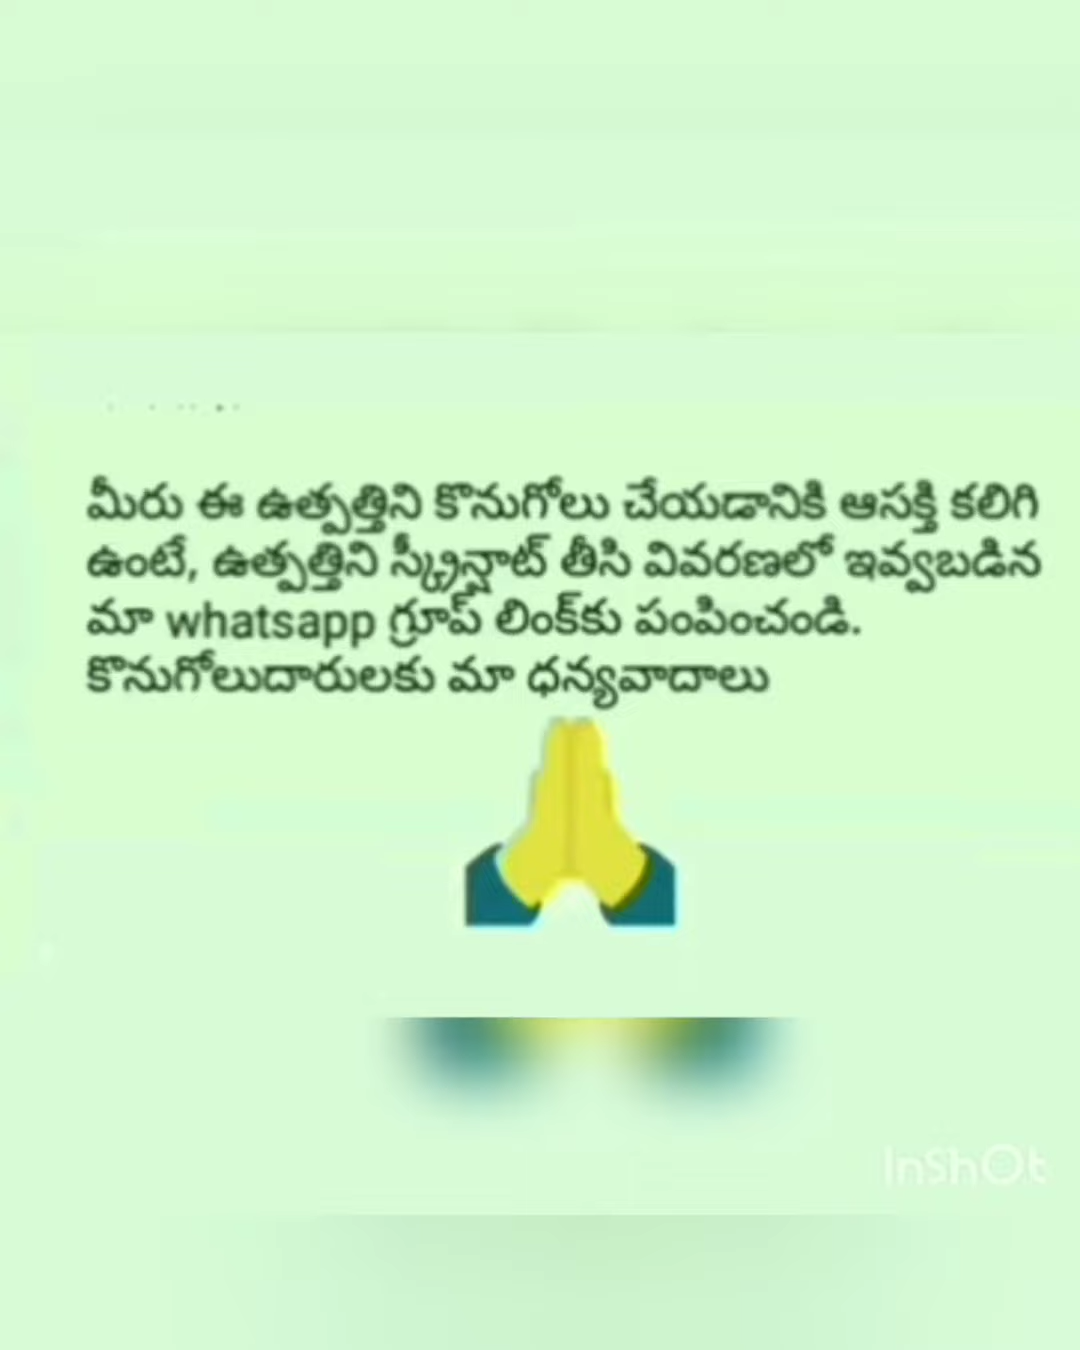 మీరు ఈ ఉత్పత్తిని కొనుగోలు చేయడానికి ఆసక్తి కలిగి
ఉంటే, ఉత్పత్తిని స్క్రీన్షాట్ తీసి వివరణలో ఇవ్వబడిన
మా whatsapp గ్రూప్ లింక్‌కు పంపించండి.
కొనుగోలుదారులకు మా ధన్యవాదాలు
InShOt